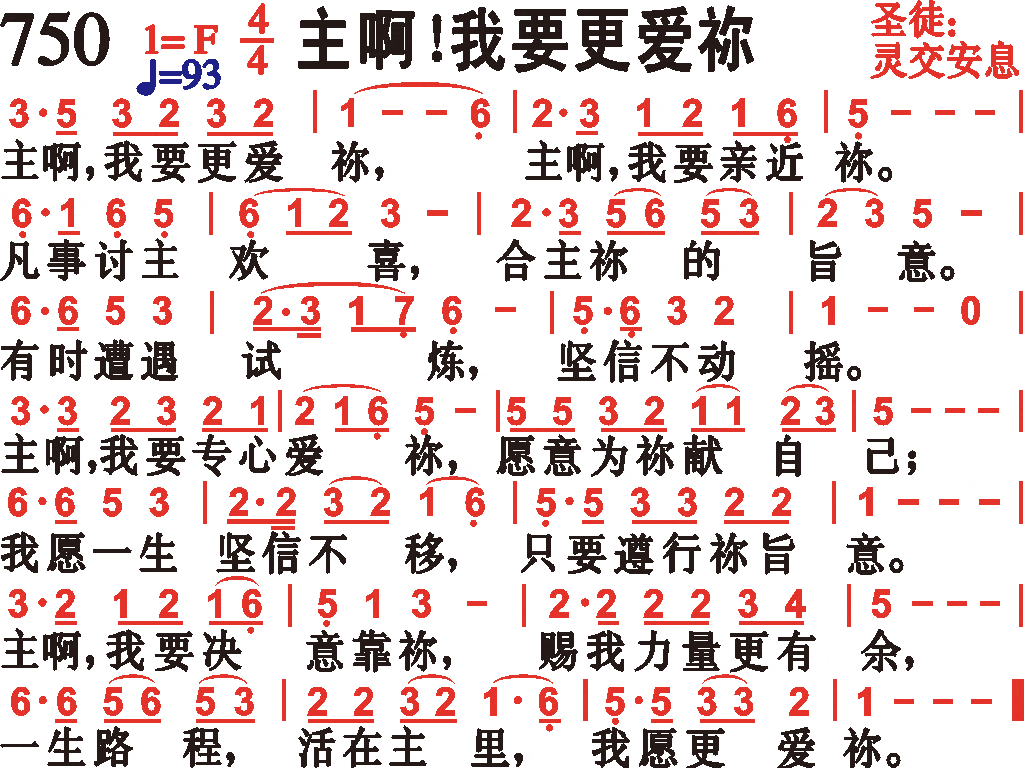 750 1=F 4/4 主啊!我要更爱祢 圣徒:
♩=93 灵交安息
3·5 3 2 3 2 | 1 - - 6 | 2·3 1 2 1 6 | 5 - - -
主啊,我要更爱 祢, 主啊,我要亲近 祢。
6·1 6 5 | 6 1 2 3 - | 2·3 5 6 5 3 | 2 3 5 - |
凡事讨主 欢 喜, 合主祢 的 旨 意。
6·6 5 3 | 2·3 1 7 6 - | 5·6 3 2 | 1 - - 0 |
有时遭遇 试 炼, 坚信不动 摇。
3·3 2 3 2 1 | 2 1 6 5 - | 5 5 3 2 1 1 2 3 | 5 - - - |
主啊,我要专心爱 祢, 愿意为祢献 自 己;
6·6 5 3 | 2·2 3 2 1 6 | 5·5 3 3 2 2 | 1 - - - |
我愿一生 坚信不 移, 只要遵行祢旨 意。
3·2 1 2 1 6 | 5 1 3 - | 2·2 2 2 3 4 | 5 - - - |
主啊,我要决 意靠祢, 赐我力量更有 余,
6·6 5 6 5 3 | 2 2 3 2 1·6 | 5·5 3 3 2 | 1 - - -
一生路 程, 活在主 里, 我愿更 爱 祢。